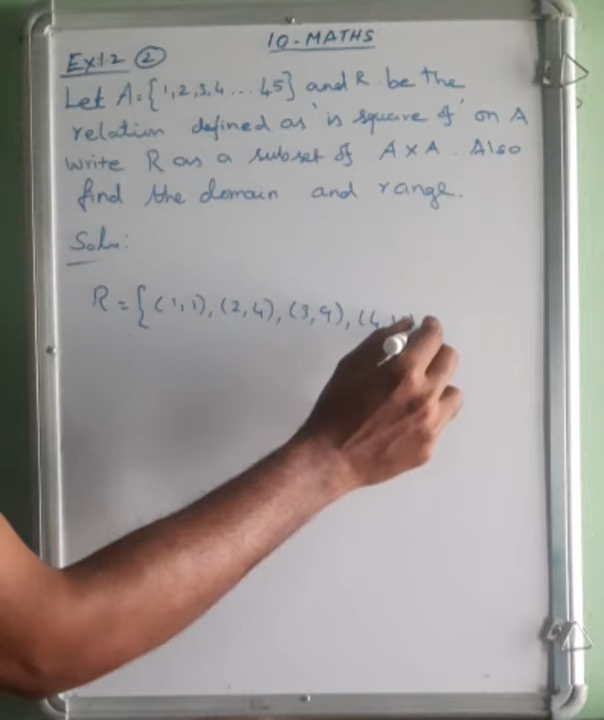 10-MATHS
Ex1.2 ②
Let A={1,2,3,4...45} and R be the
relation defined as 'is square of' on A
write R as a subset of A×A. Also
find the domain and range.
Soln:
R={(1,1),(2,4),(3,9),(4,